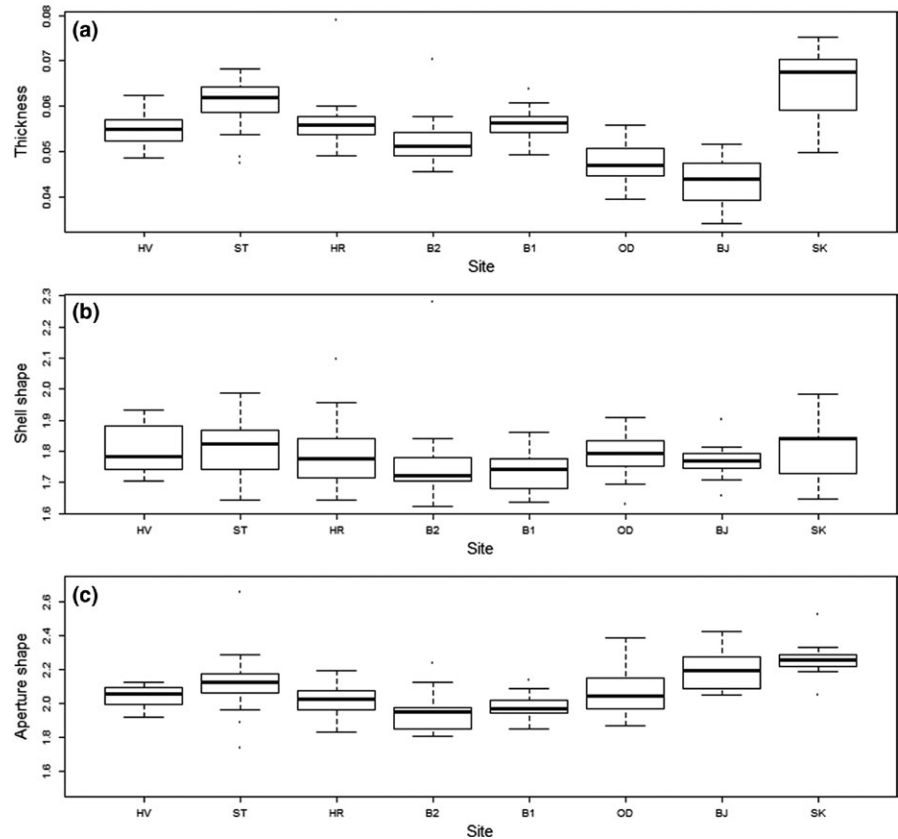 (a)
Thickness
0.08
0.07
0.06
0.05
0.04
HV ST HR B2 B1 OD BJ SK
Site
(b)
Shell shape
2.3
2.2
2.1
2.0
1.9
1.8
1.7
1.6
HV ST HR B2 B1 OD BJ SK
Site
(c)
Aperture shape
2.6
2.4
2.2
2.0
1.8
1.6
HV ST HR B2 B1 OD BJ SK
Site